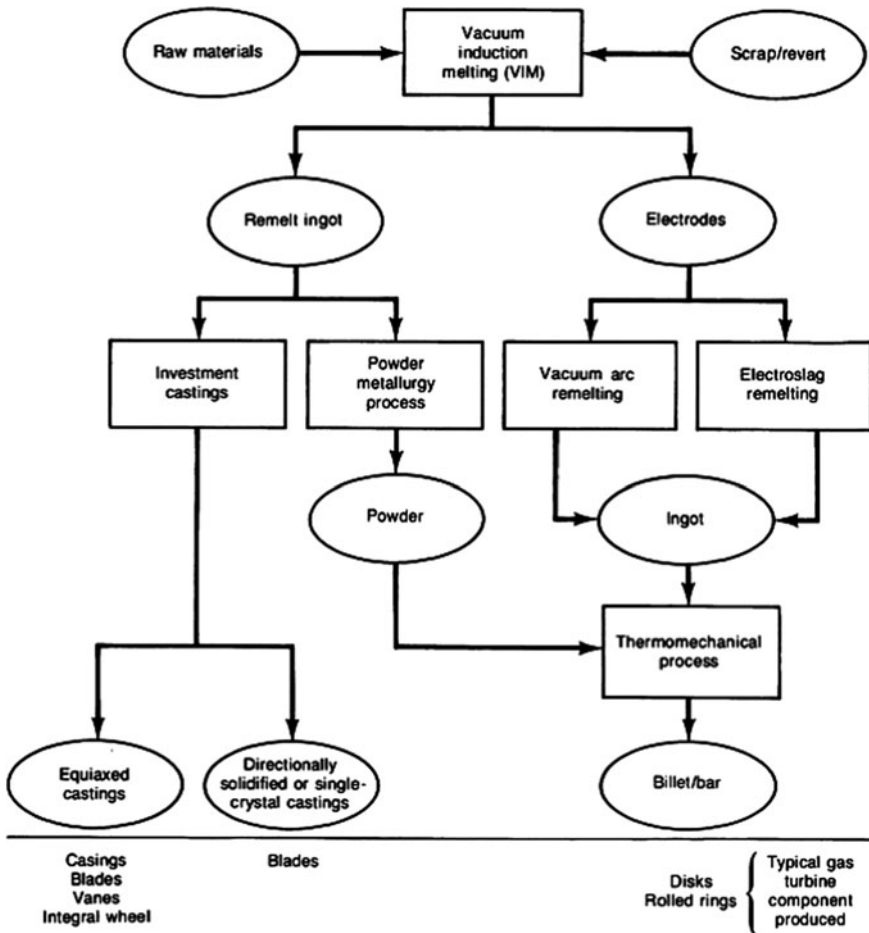 Raw materials
Vacuum
induction
melting (VIM)
Scrap/revert
Remelt ingot
Electrodes
Investment
castings
Powder
metallurgy
process
Vacuum arc
remelting
Electroslag
remelting
Powder
Ingot
Thermomechanical
process
Equiaxed
castings
Directionally
solidified or single-
crystal castings
Billet/bar
Casings
Blades
Vanes
Integral wheel
Blades
Disks
Rolled rings
Typical gas
turbine
component
produced